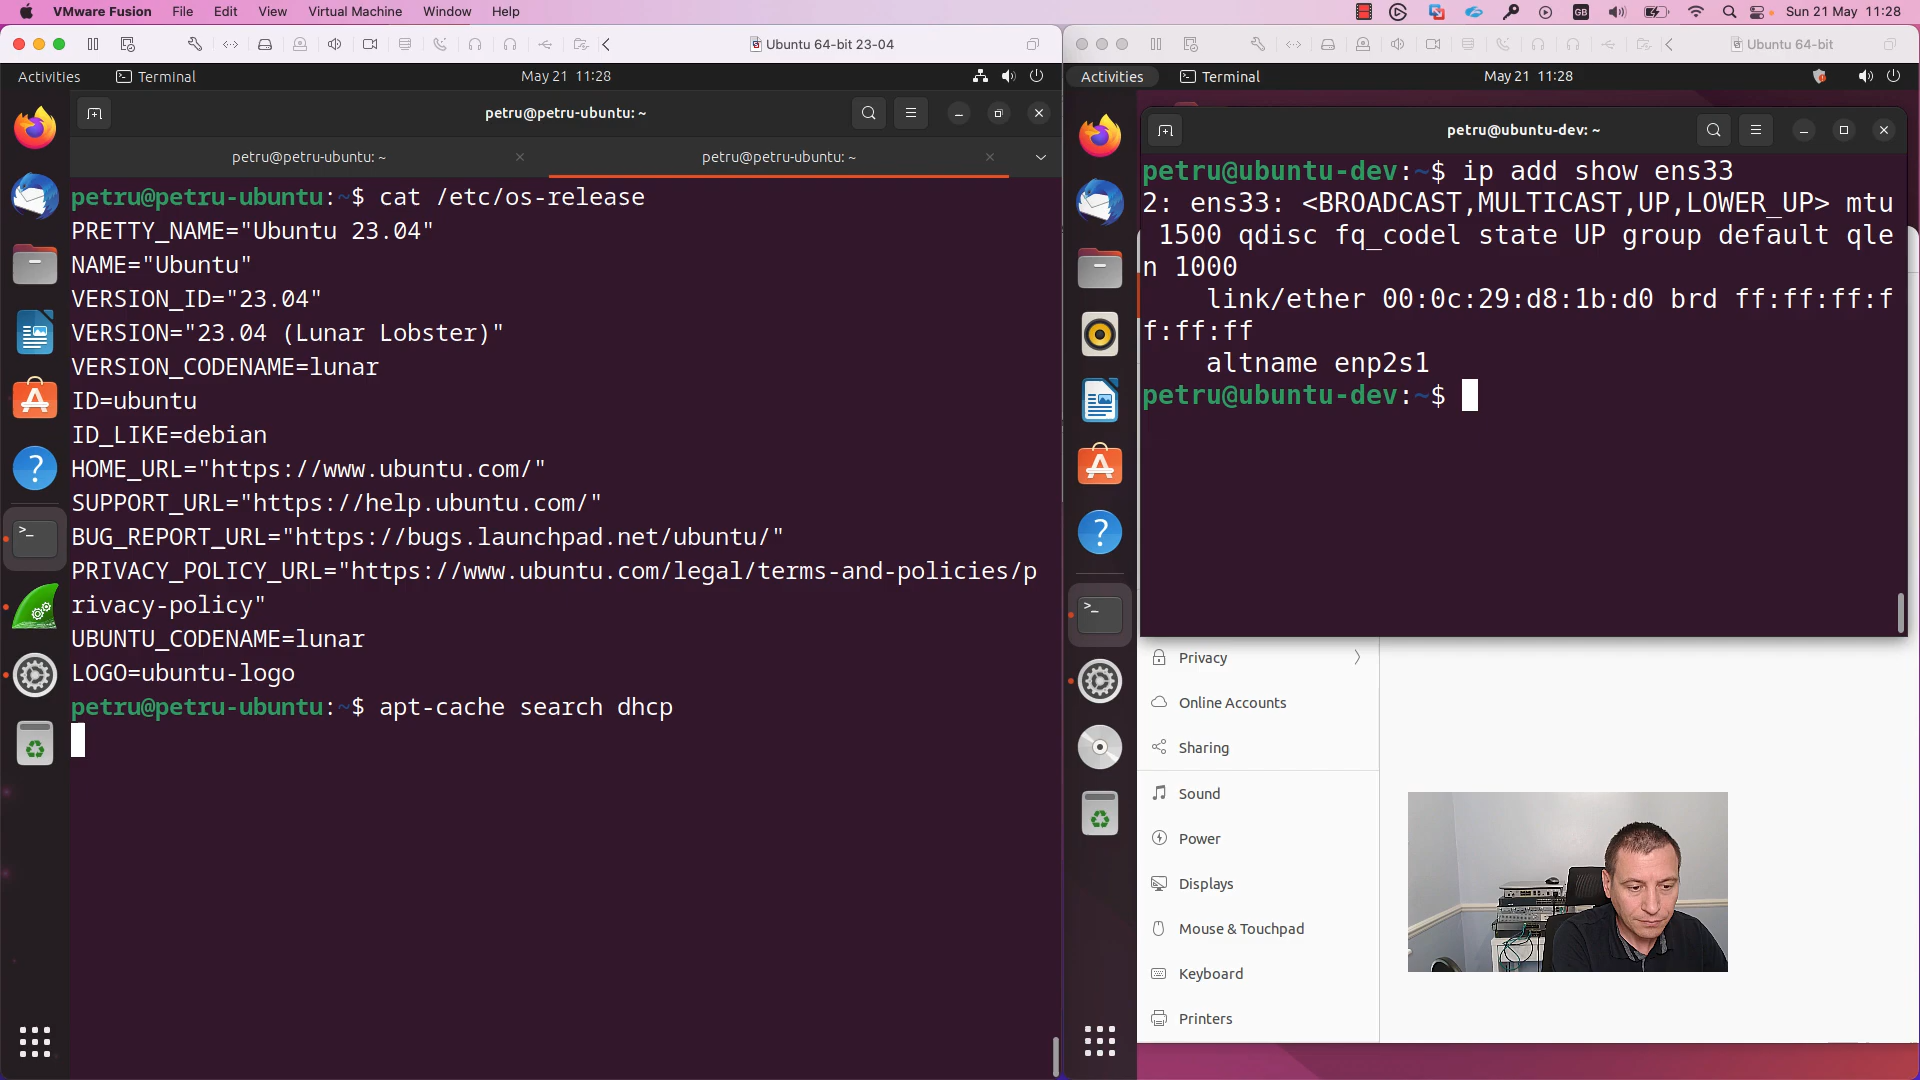 VMware Fusion File Edit View Virtual Machine Window Help
GB Sun 21 May 11:28
Ubuntu 64-bit 23-04
Activities Terminal May 21 11:28
petru@petru-ubuntu: ~
petru@petru-ubuntu: ~ petru@petru-ubuntu: ~
petru@petru-ubuntu:~$ cat /etc/os-release
PRETTY_NAME="Ubuntu 23.04"
NAME="Ubuntu"
VERSION_ID="23.04"
VERSION="23.04 (Lunar Lobster)"
VERSION_CODENAME=lunar
ID=ubuntu
ID_LIKE=debian
HOME_URL="https://www.ubuntu.com/"
SUPPORT_URL="https://help.ubuntu.com/"
BUG_REPORT_URL="https://bugs.launchpad.net/ubuntu/"
PRIVACY_POLICY_URL="https://www.ubuntu.com/legal/terms-and-policies/p
rivacy-policy"
UBUNTU_CODENAME=lunar
LOGO=ubuntu-logo
petru@petru-ubuntu:~$ apt-cache search dhcp
Ubuntu 64-bit
Activities Terminal May 21 11:28
petru@ubuntu-dev: ~
petru@ubuntu-dev:~$ ip add show ens33
2: ens33: <BROADCAST,MULTICAST,UP,LOWER_UP> mtu
1500 qdisc fq_codel state UP group default qle
n 1000
link/ether 00:0c:29:d8:1b:d0 brd ff:ff:ff:f
f:ff:ff
altname enp2s1
petru@ubuntu-dev:~$
Privacy
Online Accounts
Sharing
Sound
Power
Displays
Mouse & Touchpad
Keyboard
Printers